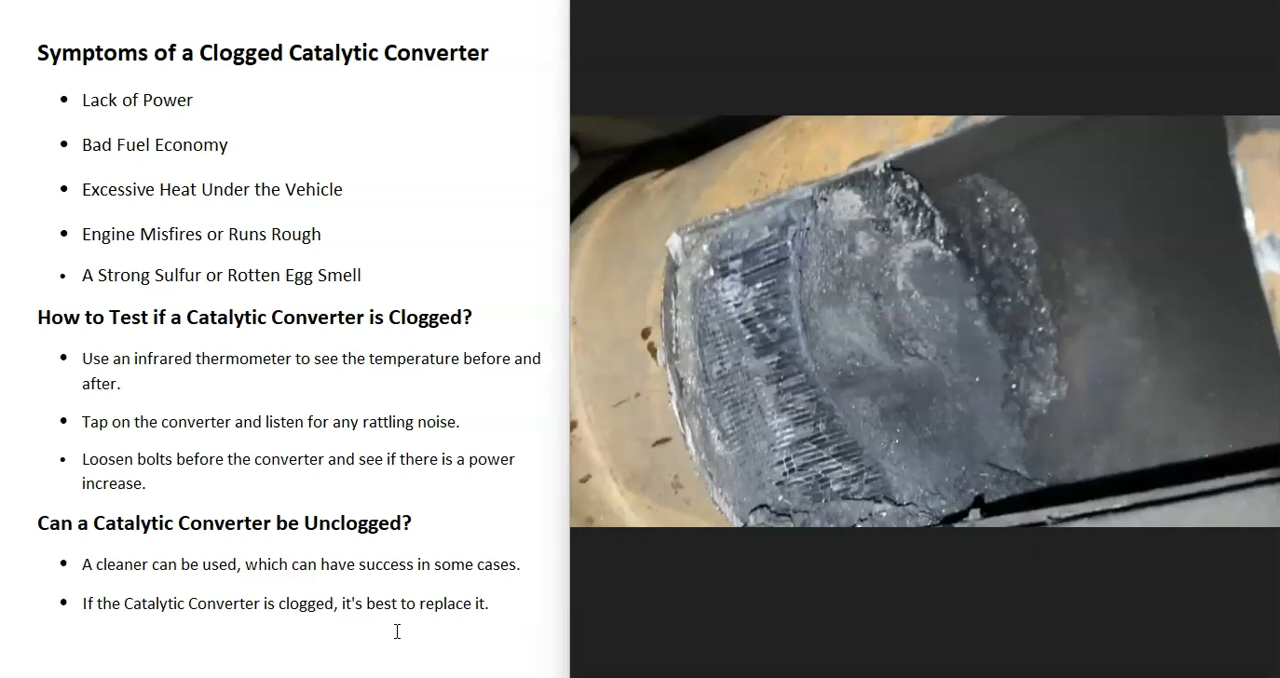 Symptoms of a Clogged Catalytic Converter
• Lack of Power
• Bad Fuel Economy
• Excessive Heat Under the Vehicle
• Engine Misfires or Runs Rough
• A Strong Sulfur or Rotten Egg Smell
How to Test if a Catalytic Converter is Clogged?
• Use an infrared thermometer to see the temperature before and
after.
• Tap on the converter and listen for any rattling noise.
• Loosen bolts before the converter and see if there is a power
increase.
Can a Catalytic Converter be Unclogged?
• A cleaner can be used, which can have success in some cases.
• If the Catalytic Converter is clogged, it's best to replace it.